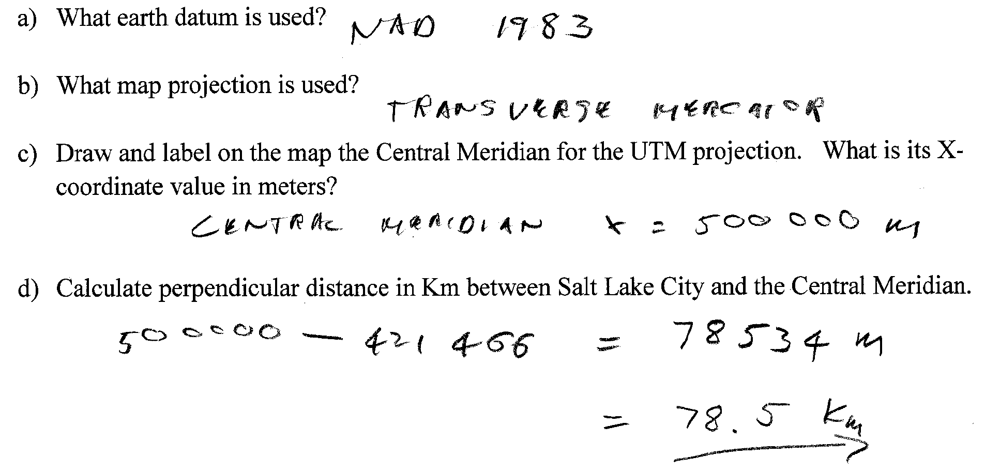 a) What earth datum is used? NAD 1983
b) What map projection is used?
TRANSVERSE MERCATOR
c) Draw and label on the map the Central Meridian for the UTM projection. What is its X-
coordinate value in meters?
CENTRAL MERIDIAN X = 500 000 m
d) Calculate perpendicular distance in Km between Salt Lake City and the Central Meridian.
500000 - 421 466 = 78534 m
= 78.5 Km